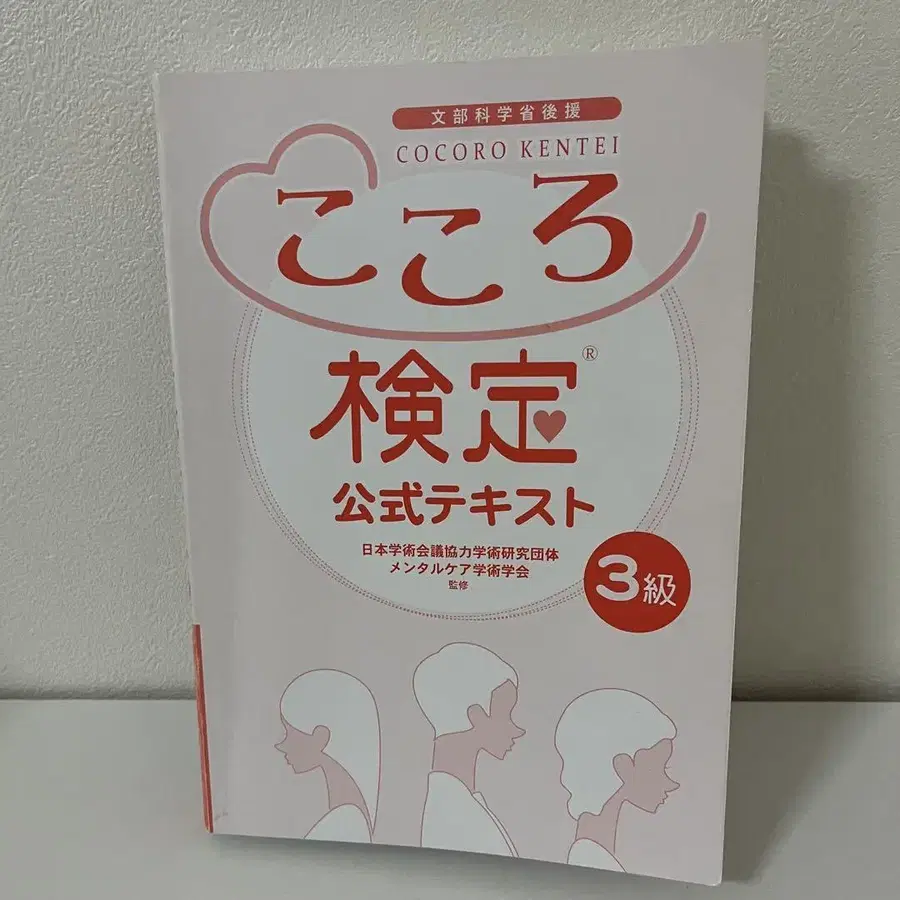 文部科学省後援
COCORO KENTEI
こころ
検定®
公式テキスト
日本学術会議協力学術研究団体
メンタルケア学術学会
監修
3級